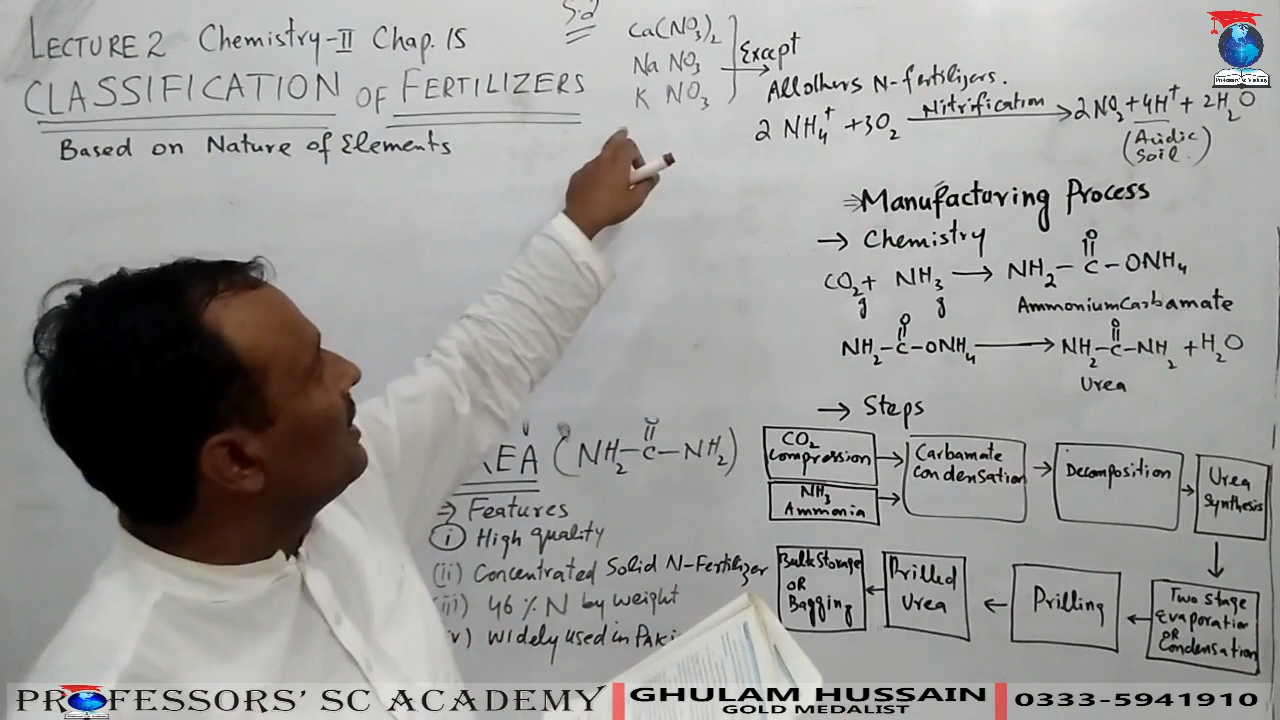 LECTURE 2 Chemistry-II Chap. 15
CLASSIFICATION OF FERTILIZERS
Based on Nature of Elements
Ca(NO3)2
Na NO3
K NO3
Except
All others N-fertilizers.
2 NH4+ + 3O2 Nitrification → 2NO2- + 4H+ + 2H2O
(Acidic
Soil.)
⇒ Manufacturing Process
→ Chemistry
CO2 + NH3 → NH2-C-ONH4
g g O
Ammonium Carbamate
O O
NH2-C-ONH4 → NH2-C-NH2 + H2O
Urea
→ Steps
CO2
Compression
NH3
Ammonia
Carbamate
Condensation
Decomposition
Urea
Synthesis
Two Stage
Evaporation
OR
Condensation
Prilling
Prilled
Urea
Bulk Storage
OR
Bagging
REA (NH2-C-NH2)
⇒ Features
(i) High quality
(ii) Concentrated Solid N-Fertilizer
(iii) 46 % N by weight
iv) widely used in Paki
PROFESSORS' SC ACADEMY
GHULAM HUSSAIN
GOLD MEDALIST
0333-5941910